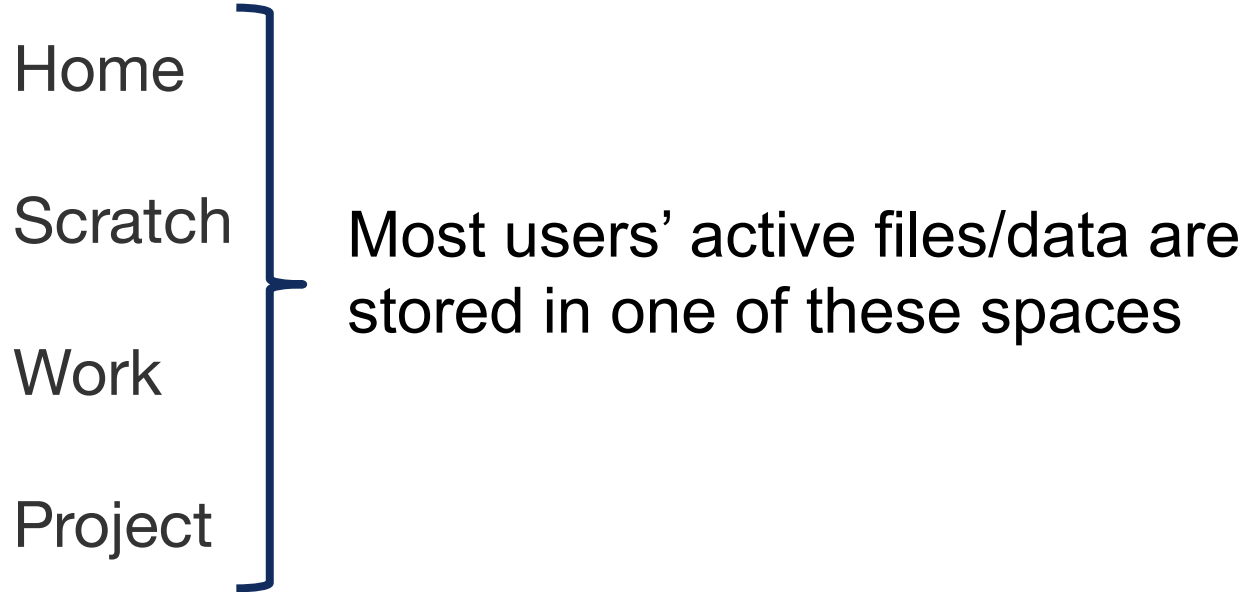 Home
Scratch
Work
Project
Most users’ active files/data are
stored in one of these spaces